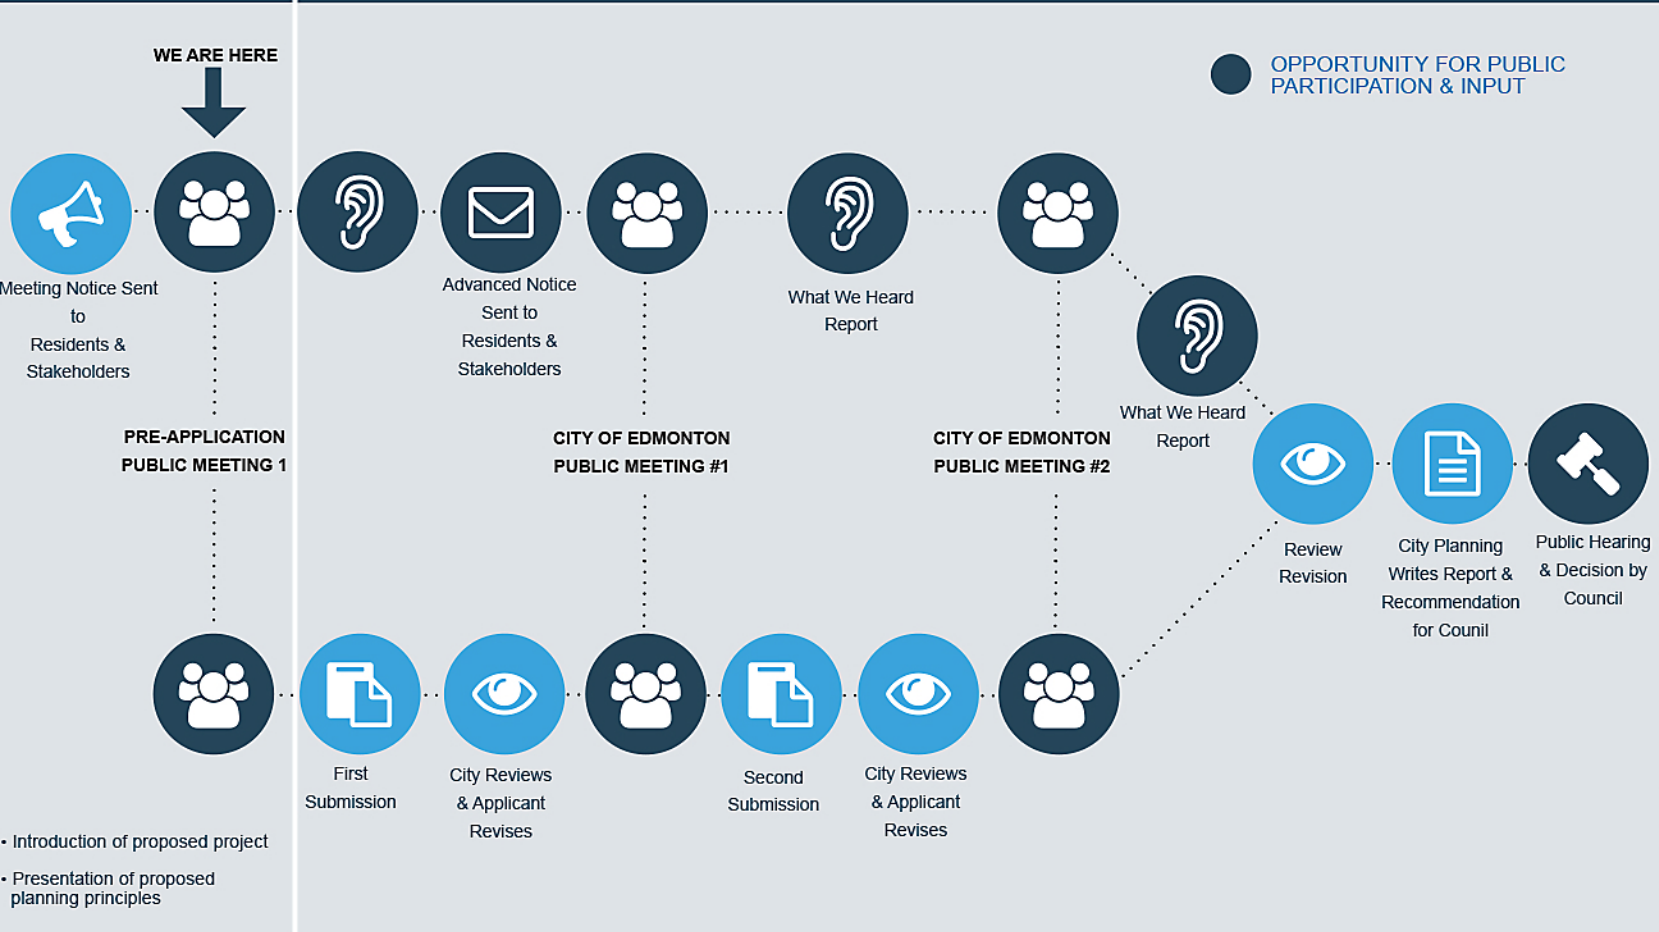 WE ARE HERE
OPPORTUNITY FOR PUBLIC
PARTICIPATION & INPUT
Meeting Notice Sent
to
Residents &
Stakeholders
Advanced Notice
Sent to
Residents &
Stakeholders
What We Heard
Report
What We Heard
Report
PRE-APPLICATION
PUBLIC MEETING 1
CITY OF EDMONTON
PUBLIC MEETING #1
CITY OF EDMONTON
PUBLIC MEETING #2
Review
Revision
City Planning
Writes Report &
Recommendation
for Counil
Public Hearing
& Decision by
Council
First
Submission
City Reviews
& Applicant
Revises
Second
Submission
City Reviews
& Applicant
Revises
• Introduction of proposed project
• Presentation of proposed
planning principles